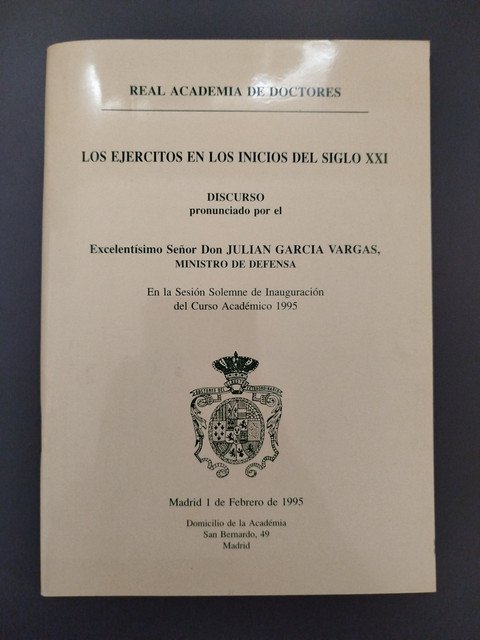 REAL ACADEMIA DE DOCTORES
LOS EJERCITOS EN LOS INICIOS DEL SIGLO XXI
DISCURSO
pronunciado por el
Excelentísimo Señor Don JULIAN GARCIA VARGAS,
MINISTRO DE DEFENSA
En la Sesión Solemne de Inauguración
del Curso Académico 1995
Madrid 1 de Febrero de 1995
Domicilio de la Académia
San Bernardo, 49
Madrid